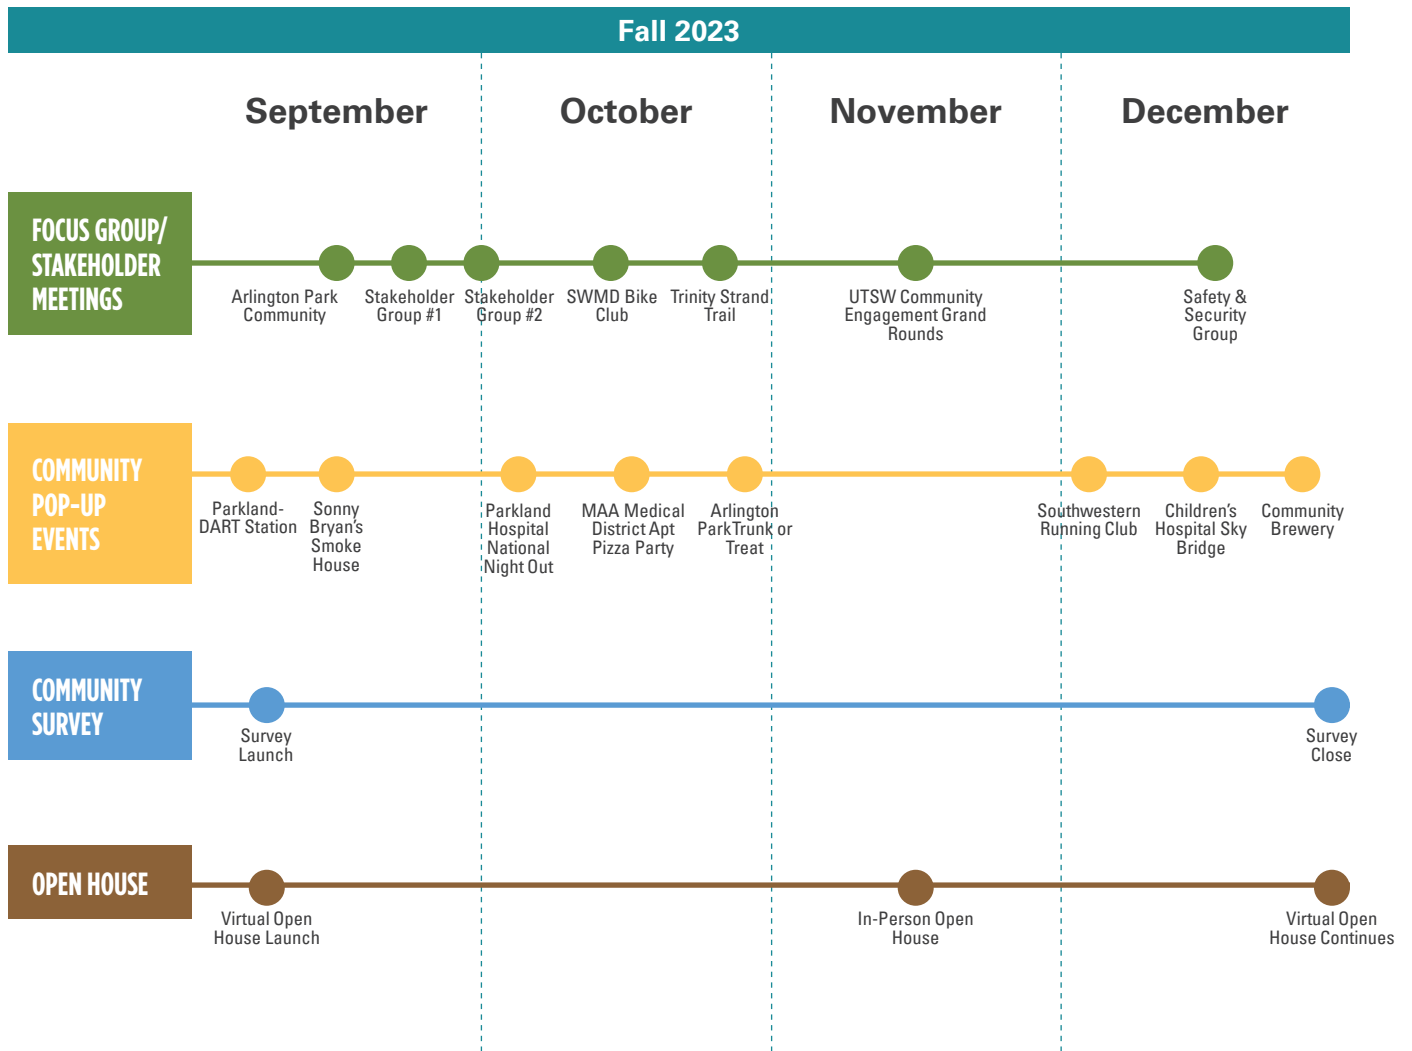 Fall 2023
September
October
November
December
FOCUS GROUP/
STAKEHOLDER
MEETINGS
Arlington Park
Community
Stakeholder
Group #1
Stakeholder
Group #2
SWMD Bike
Club
Trinity Strand
Trail
UTSW Community
Engagement Grand
Rounds
Safety &
Security
Group
COMMUNITY
POP-UP
EVENTS
Parkland-
DART Station
Sonny
Bryan's
Smoke
House
Parkland
Hospital
National
Night Out
MAA Medical
District Apt
Pizza Party
Arlington
Park Trunk or
Treat
Southwestern
Running Club
Children's
Hospital Sky
Bridge
Community
Brewery
COMMUNITY
SURVEY
Survey
Launch
Survey
Close
OPEN HOUSE
Virtual Open
House Launch
In-Person Open
House
Virtual Open
House Continues